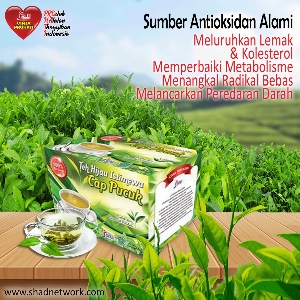 Sumber Antioksidan Alami
Meluruhkan Lemak
& Kolesterol
Memperbaiki Metabolisme
Menangkal Radikal Bebas
Melancarkan Peredaran Darah
Teh Hijau Istimewa
Cap Pucuk
www.shadnetwork.com